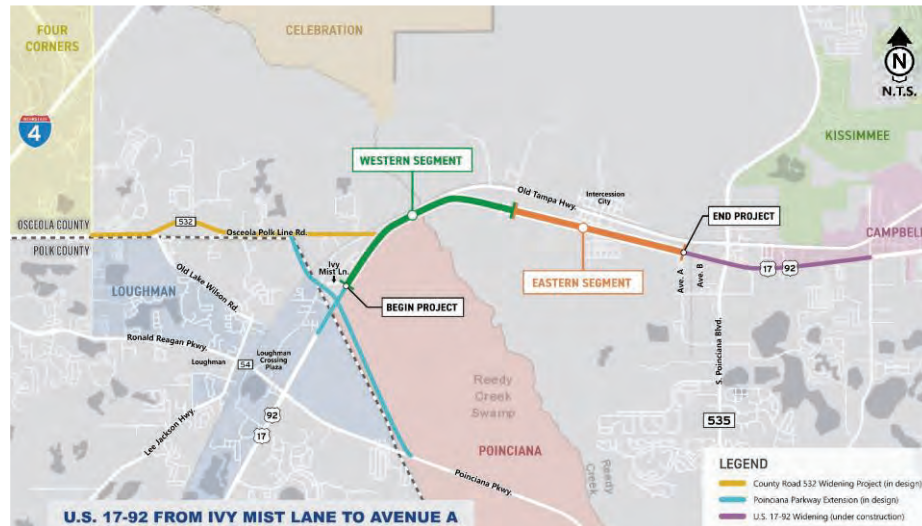 FOUR
CORNERS
CELEBRATION
N
N.T.S.
INTERSTATE
4
KISSIMMEE
WESTERN SEGMENT
Old Tampa Hwy.
Intercession
City
END PROJECT
OSCEOLA COUNTY
532
Osceola Polk Line Rd.
POLK COUNTY
CAMPBELL
Ivy
Mist Ln.
Old Lake Wilson Rd.
LOUGHMAN
BEGIN PROJECT
EASTERN SEGMENT
Ave. A
Ave. B
17
92
S. Poinciana Blvd.
Ronald Reagan Pkwy.
Loughman
54
Loughman
Crossing
Plaza
Reedy
Creek
Swamp
92
17
Lee Jackson Hwy.
535
POINCIANA
Reedy
Creek
Poinciana Pkwy.
LEGEND
County Road 532 Widening Project (in design)
Poinciana Parkway Extension (in design)
U.S. 17-92 Widening (under construction)
U.S. 17-92 FROM IVY MIST LANE TO AVENUE A